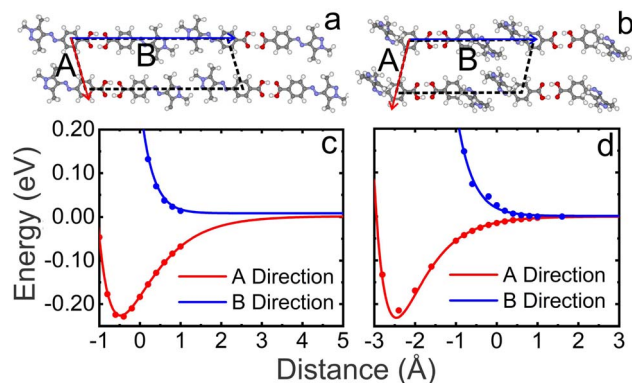 a
b
A
B
A
B
c
d
0.20
0.10
0.00
-0.10
-0.20
Energy (eV)
A Direction
B Direction
A Direction
B Direction
-1 0 1 2 3 4 5
-3 -2 -1 0 1 2 3
Distance (Å)